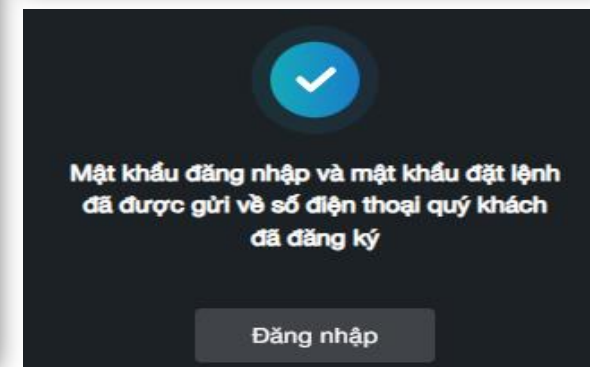 Mật khẩu đăng nhập và mật khẩu đặt lệnh
đã được gửi về số điện thoại quý khách
đã đăng ký
Đăng nhập